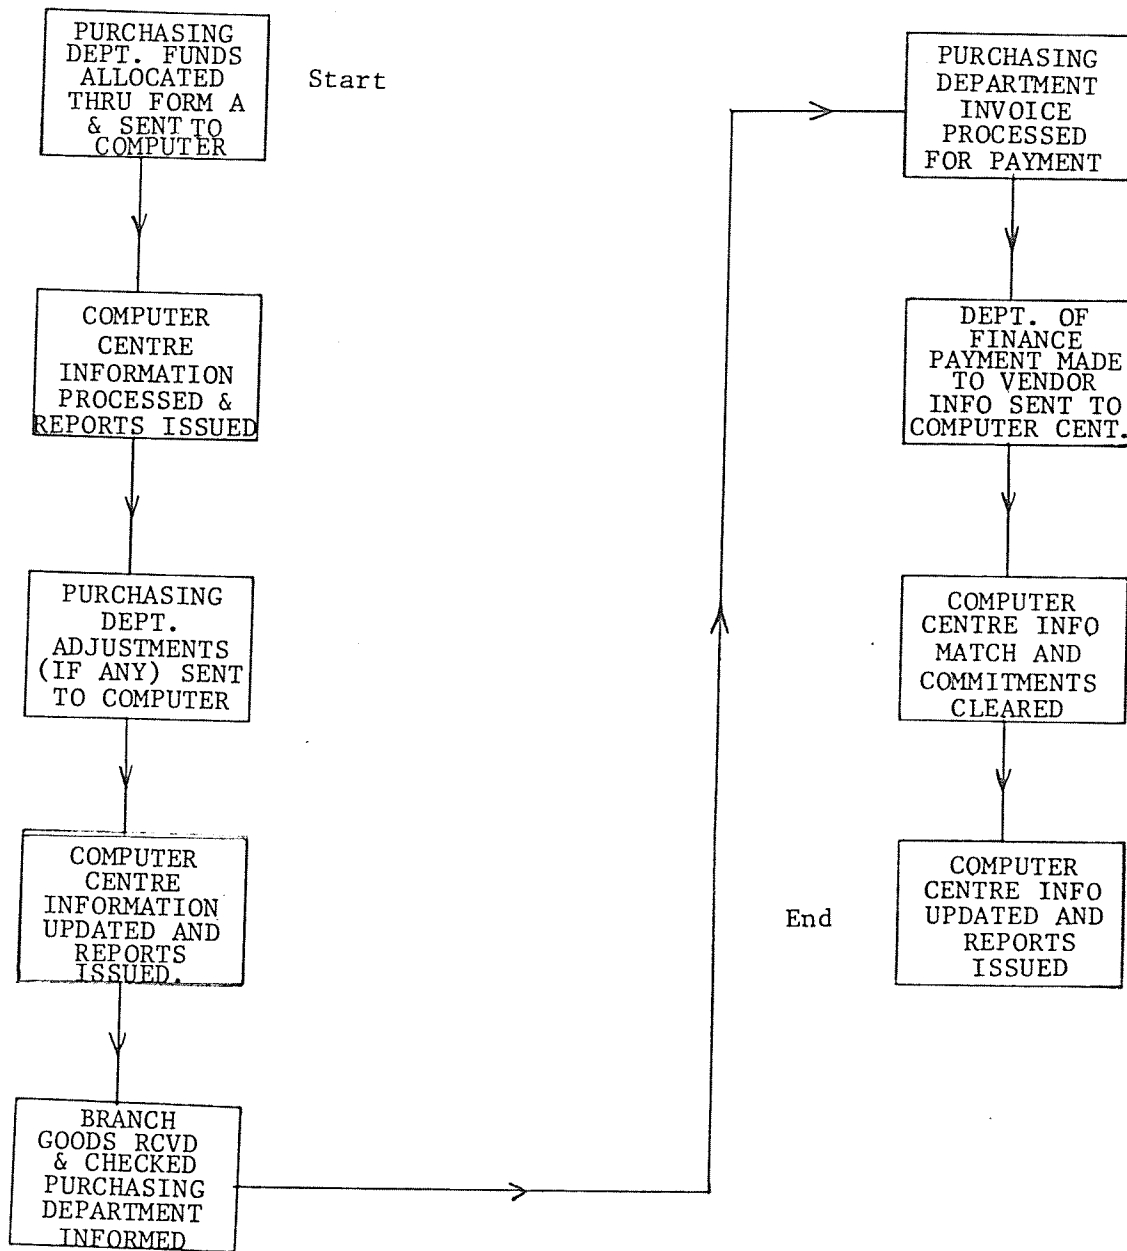 PURCHASING
DEPT. FUNDS
ALLOCATED
THRU FORM A
& SENT TO
COMPUTER
Start
COMPUTER
CENTRE
INFORMATION
PROCESSED &
REPORTS ISSUED
PURCHASING
DEPT.
ADJUSTMENTS
(IF ANY) SENT
TO COMPUTER
COMPUTER
CENTRE
INFORMATION
UPDATED AND
REPORTS
ISSUED.
BRANCH
GOODS RCVD
& CHECKED
PURCHASING
DEPARTMENT
INFORMED
PURCHASING
DEPARTMENT
INVOICE
PROCESSED
FOR PAYMENT
DEPT. OF
FINANCE
PAYMENT MADE
TO VENDOR
INFO SENT TO
COMPUTER CENT.
COMPUTER
CENTRE INFO
MATCH AND
COMMITMENTS
CLEARED
End
COMPUTER
CENTRE INFO
UPDATED AND
REPORTS
ISSUED